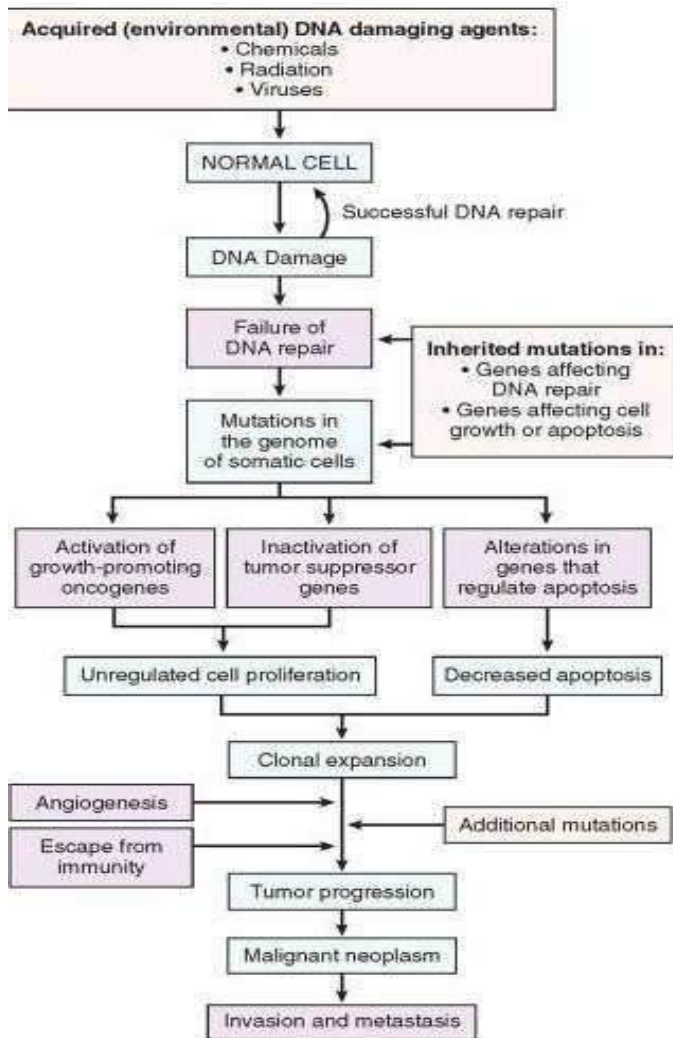 Acquired (environmental) DNA damaging agents:
• Chemicals
• Radiation
• Viruses
NORMAL CELL
Successful DNA repair
DNA Damage
Failure of
DNA repair
Inherited mutations in:
• Genes affecting
DNA repair
• Genes affecting cell
growth or apoptosis
Mutations in
the genome
of somatic cells
Activation of
growth-promoting
oncogenes
Inactivation of
tumor suppressor
genes
Alterations in
genes that
regulate apoptosis
Unregulated cell proliferation
Decreased apoptosis
Clonal expansion
Angiogenesis
Additional mutations
Escape from
immunity
Tumor progression
Malignant neoplasm
Invasion and metastasis